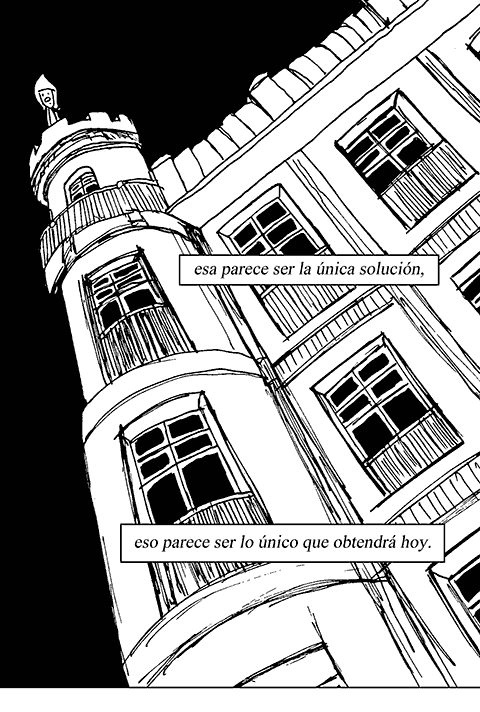 esa parece ser la única solución,
eso parece ser lo único que obtendrá hoy.